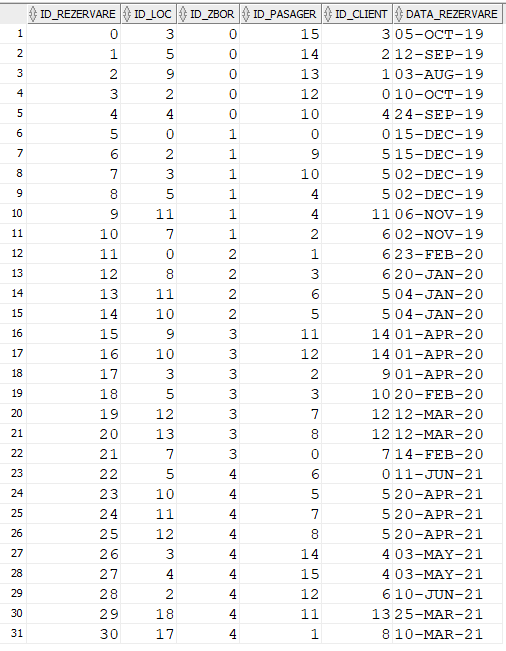 ID_REZERVARE ID_LOC ID_ZBOR ID_PASAGER ID_CLIENT DATA_REZERVARE
1 0 3 0 15 3 05-OCT-19
2 1 5 0 14 2 12-SEP-19
3 2 9 0 13 1 03-AUG-19
4 3 2 0 12 0 10-OCT-19
5 4 4 0 10 4 24-SEP-19
6 5 0 1 0 0 15-DEC-19
7 6 2 1 9 5 15-DEC-19
8 7 3 1 10 5 02-DEC-19
9 8 5 1 4 5 02-DEC-19
10 9 11 1 4 11 06-NOV-19
11 10 7 1 2 6 02-NOV-19
12 11 0 2 1 6 23-FEB-20
13 12 8 2 3 6 20-JAN-20
14 13 11 2 6 5 04-JAN-20
15 14 10 2 5 5 04-JAN-20
16 15 9 3 11 14 01-APR-20
17 16 10 3 12 14 01-APR-20
18 17 3 3 2 9 01-APR-20
19 18 5 3 3 10 20-FEB-20
20 19 12 3 7 12 12-MAR-20
21 20 13 3 8 12 12-MAR-20
22 21 7 3 0 7 14-FEB-20
23 22 5 4 6 0 11-JUN-21
24 23 10 4 5 5 20-APR-21
25 24 11 4 7 5 20-APR-21
26 25 12 4 8 5 20-APR-21
27 26 3 4 14 4 03-MAY-21
28 27 4 4 15 4 03-MAY-21
29 28 2 4 12 6 10-JUN-21
30 29 18 4 11 13 25-MAR-21
31 30 17 4 1 8 10-MAR-21